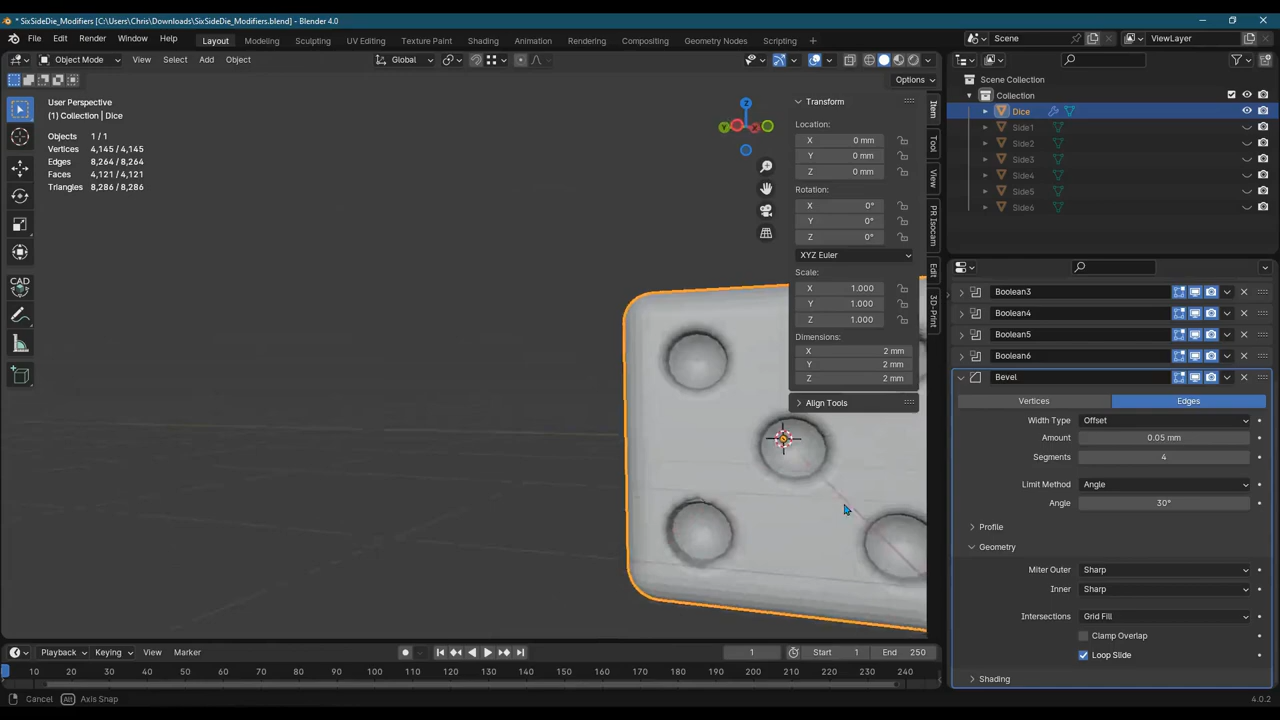 * SixSideDie_Modifiers [C:\Users\Chris\Downloads\SixSideDie_Modifiers.blend] - Blender 4.0
File Edit Render Window Help
Layout Modeling Sculpting UV Editing Texture Paint Shading Animation Rendering Compositing Geometry Nodes Scripting +
Scene ViewLayer
Object Mode View Select Add Object Global
Options
User Perspective
(1) Collection | Dice
Objects 1 / 1
Vertices 4,145 / 4,145
Edges 8,264 / 8,264
Faces 4,121 / 4,121
Triangles 8,286 / 8,286
Z
Y X
Transform
Location:
X 0 mm
Y 0 mm
Z 0 mm
Rotation:
X 0°
Y 0°
Z 0°
XYZ Euler
Scale:
X 1.000
Y 1.000
Z 1.000
Dimensions:
X 2 mm
Y 2 mm
Z 2 mm
Align Tools
Item
Tool
View
PR Isocam
Edit
3D-Print
CAD
Scene Collection
Collection
Dice
Side1
Side2
Side3
Side4
Side5
Side6
Boolean3
Boolean4
Boolean5
Boolean6
Bevel
Vertices Edges
Width Type Offset
Amount 0.05 mm
Segments 4
Limit Method Angle
Angle 30°
Profile
Geometry
Miter Outer Sharp
Inner Sharp
Intersections Grid Fill
Clamp Overlap
Loop Slide
Shading
Playback Keying View Marker
1 Start 1 End 250
10 20 30 40 50 60 70 80 90 100 110 120 130 140 150 160 170 180 190 200 210 220 230 240
Cancel Alt Axis Snap
4.0.2